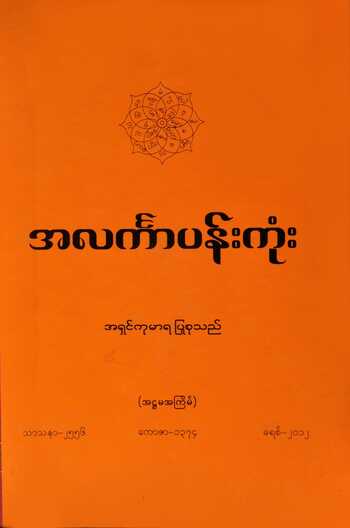 အလင်္ကာပန်းကုံး
အရှင်ကုမာရ ပြုစုသည်
(အဋ္ဌမအကြိမ်)
သာသနာ–၂၅၅၆ ကောဇာ–၁၃၇၄ ခရစ်–၂၀၁၂